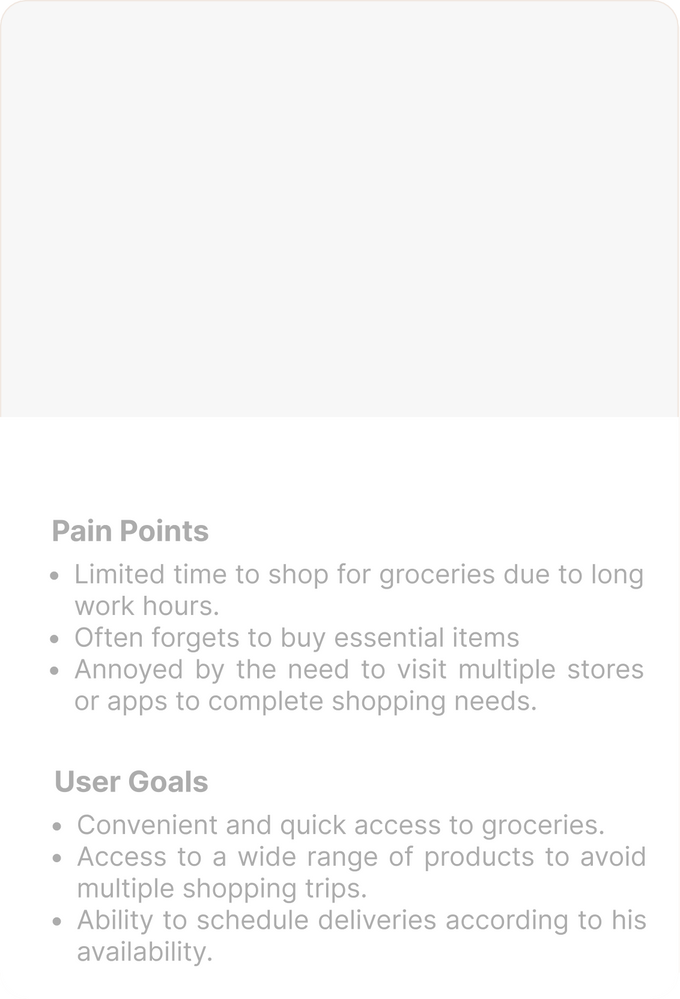 Pain Points
• Limited time to shop for groceries due to long
work hours.
• Often forgets to buy essential items
• Annoyed by the need to visit multiple stores
or apps to complete shopping needs.
User Goals
• Convenient and quick access to groceries.
• Access to a wide range of products to avoid
multiple shopping trips.
• Ability to schedule deliveries according to his
availability.